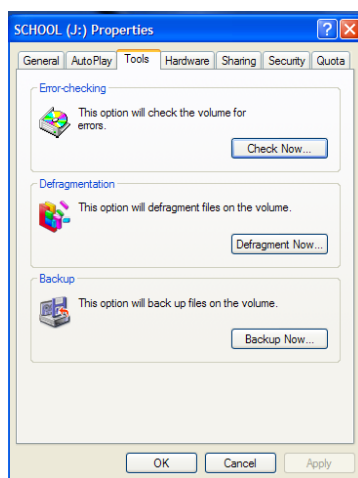 SCHOOL (J:) Properties
General AutoPlay Tools Hardware Sharing Security Quota
Error-checking
This option will check the volume for
errors.
Check Now...
Defragmentation
This option will defragment files on the volume.
Defragment Now...
Backup
This option will back up files on the volume.
Backup Now...
OK Cancel Apply